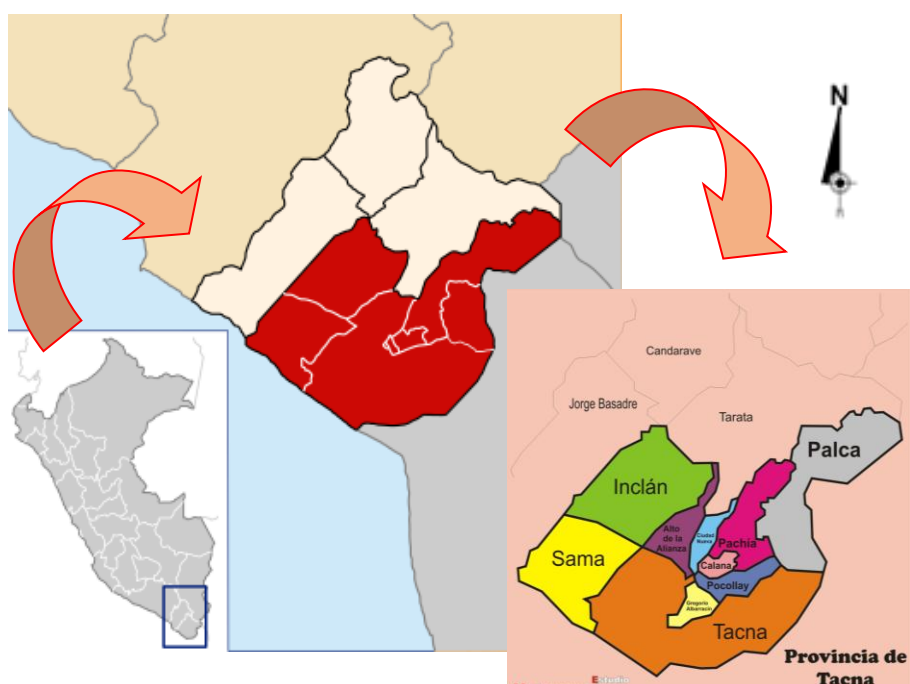 N
Candarave
Jorge Basadre
Tarata
Palca
Inclán
Alto
de la
Alianza
Ciudad
Nueva
Pachía
Sama
Calana
Pocollay
Gregorio
Albarracín
Tacna
Provincia de
Tacna
Estudio